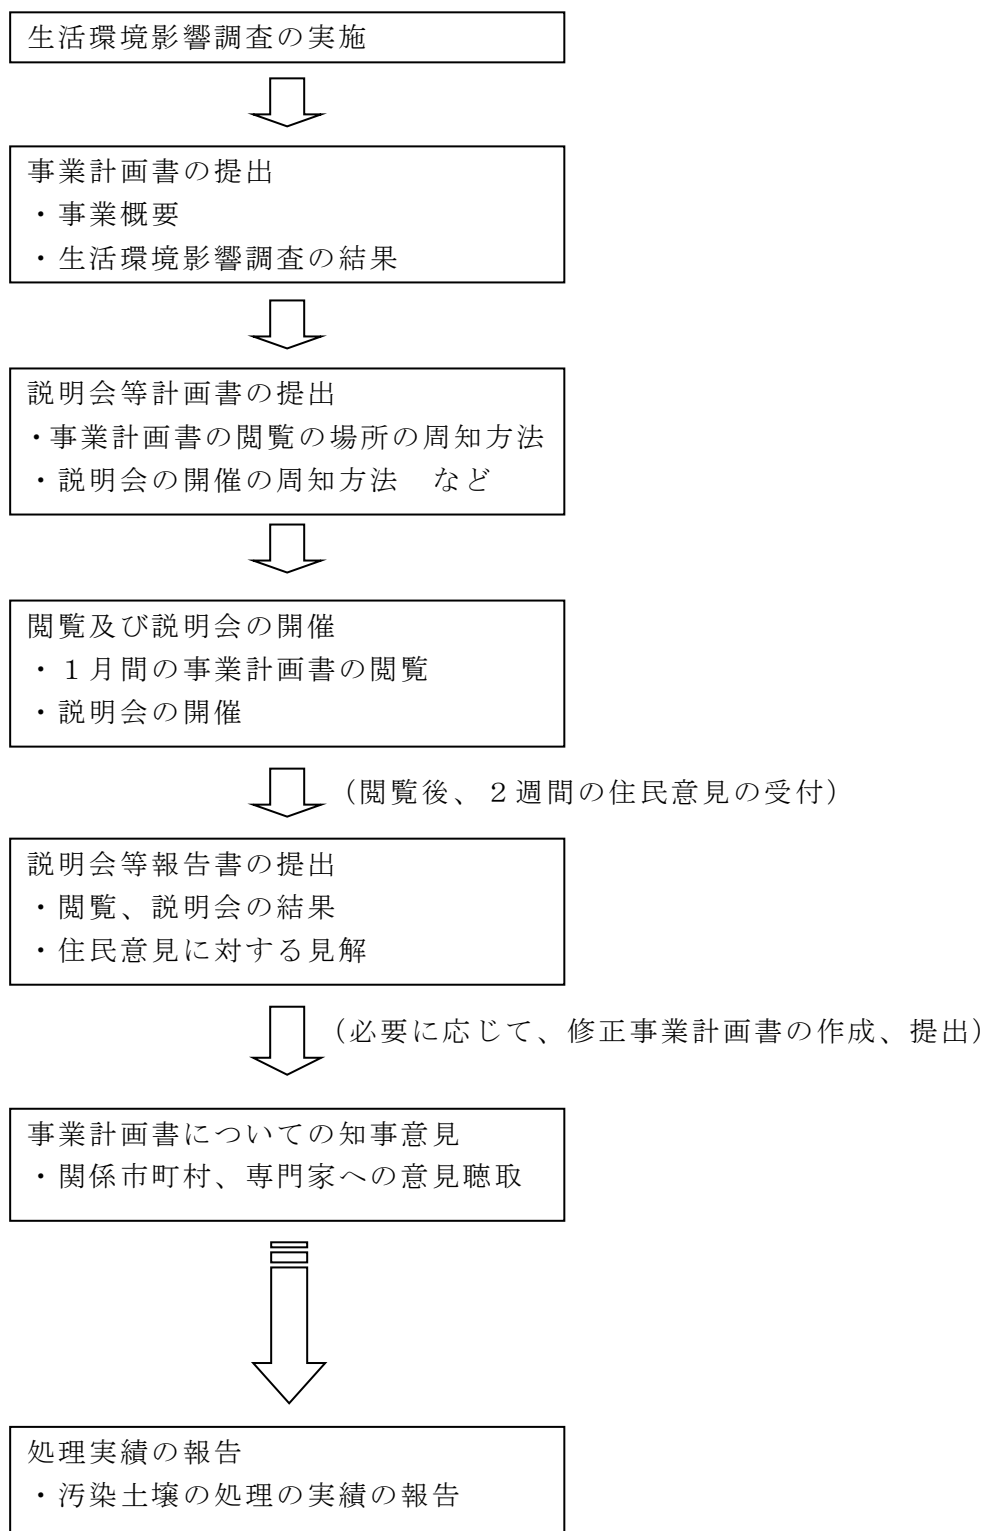 生活環境影響調査の実施
事業計画書の提出
・事業概要
・生活環境影響調査の結果
説明会等計画書の提出
・事業計画書の閲覧の場所の周知方法
・説明会の開催の周知方法　など
閲覧及び説明会の開催
・１月間の事業計画書の閲覧
・説明会の開催
（閲覧後、２週間の住民意見の受付）
説明会等報告書の提出
・閲覧、説明会の結果
・住民意見に対する見解
（必要に応じて、修正事業計画書の作成、提出）
事業計画書についての知事意見
・関係市町村、専門家への意見聴取
処理実績の報告
・汚染土壌の処理の実績の報告